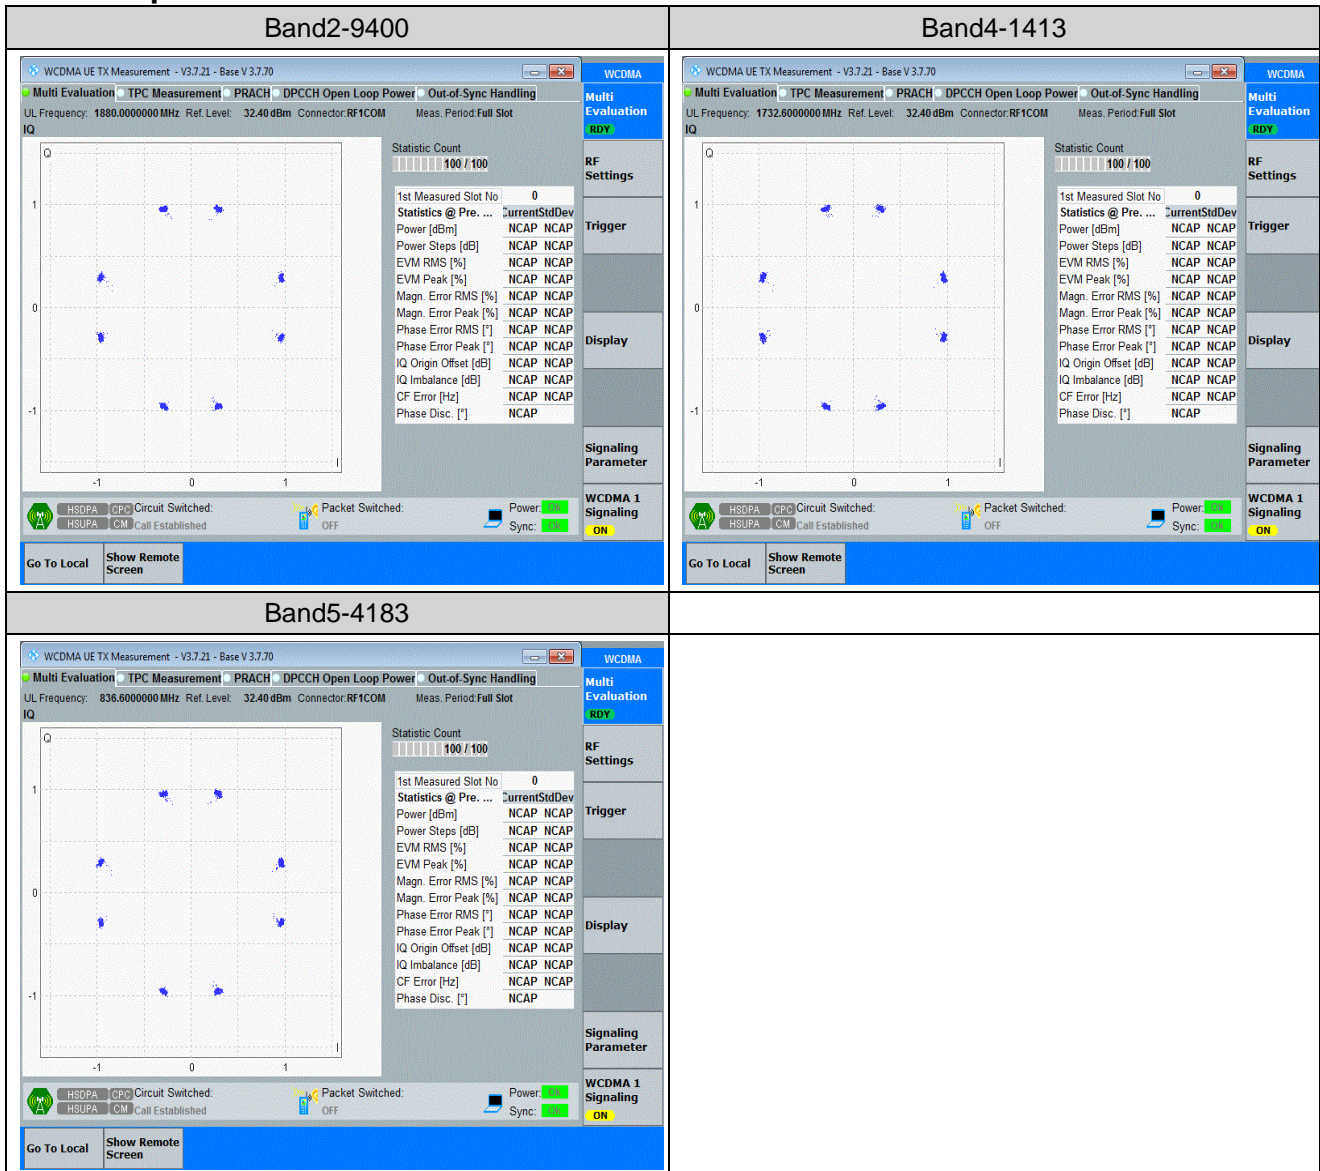 Band2-9400
Band4-1413
WCDMA UE TX Measurement - V3.7.21 - Base V 3.7.70
WCDMA
Multi Evaluation TPC Measurement PRACH DPCCH Open Loop Power Out-of-Sync Handling
UL Frequency: 1880.0000000 MHz Ref. Level: 32.40 dBm Connector:RF1COM Meas. Period:Full Slot
IQ
Multi
Evaluation
RDY
Q
1
0
-1
-1 0 1
I
Statistic Count
100 / 100
1st Measured Slot No 0
Statistics @ Pre. ... CurrentStdDev
Power [dBm] NCAP NCAP
Power Steps [dB] NCAP NCAP
EVM RMS [%] NCAP NCAP
EVM Peak [%] NCAP NCAP
Magn. Error RMS [%] NCAP NCAP
Magn. Error Peak [%] NCAP NCAP
Phase Error RMS [°] NCAP NCAP
Phase Error Peak [°] NCAP NCAP
IQ Origin Offset [dB] NCAP NCAP
IQ Imbalance [dB] NCAP NCAP
CF Error [Hz] NCAP NCAP
Phase Disc. [°] NCAP
RF
Settings
Trigger
Display
Signaling
Parameter
WCDMA 1
Signaling
ON
HSDPA CPC Circuit Switched: Packet Switched: Power: OK
HSUPA CM Call Established OFF Sync: OK
Go To Local
Show Remote
Screen
WCDMA UE TX Measurement - V3.7.21 - Base V 3.7.70
WCDMA
Multi Evaluation TPC Measurement PRACH DPCCH Open Loop Power Out-of-Sync Handling
UL Frequency: 1732.6000000 MHz Ref. Level: 32.40 dBm Connector:RF1COM Meas. Period:Full Slot
IQ
Multi
Evaluation
RDY
Q
1
0
-1
-1 0 1
I
Statistic Count
100 / 100
1st Measured Slot No 0
Statistics @ Pre. ... CurrentStdDev
Power [dBm] NCAP NCAP
Power Steps [dB] NCAP NCAP
EVM RMS [%] NCAP NCAP
EVM Peak [%] NCAP NCAP
Magn. Error RMS [%] NCAP NCAP
Magn. Error Peak [%] NCAP NCAP
Phase Error RMS [°] NCAP NCAP
Phase Error Peak [°] NCAP NCAP
IQ Origin Offset [dB] NCAP NCAP
IQ Imbalance [dB] NCAP NCAP
CF Error [Hz] NCAP NCAP
Phase Disc. [°] NCAP
RF
Settings
Trigger
Display
Signaling
Parameter
WCDMA 1
Signaling
ON
HSDPA CPC Circuit Switched: Packet Switched: Power: OK
HSUPA CM Call Established OFF Sync: OK
Go To Local
Show Remote
Screen
Band5-4183
WCDMA UE TX Measurement - V3.7.21 - Base V 3.7.70
WCDMA
Multi Evaluation TPC Measurement PRACH DPCCH Open Loop Power Out-of-Sync Handling
UL Frequency: 836.6000000 MHz Ref. Level: 32.40 dBm Connector:RF1COM Meas. Period:Full Slot
IQ
Multi
Evaluation
RDY
Q
1
0
-1
-1 0 1
I
Statistic Count
100 / 100
1st Measured Slot No 0
Statistics @ Pre. ... CurrentStdDev
Power [dBm] NCAP NCAP
Power Steps [dB] NCAP NCAP
EVM RMS [%] NCAP NCAP
EVM Peak [%] NCAP NCAP
Magn. Error RMS [%] NCAP NCAP
Magn. Error Peak [%] NCAP NCAP
Phase Error RMS [°] NCAP NCAP
Phase Error Peak [°] NCAP NCAP
IQ Origin Offset [dB] NCAP NCAP
IQ Imbalance [dB] NCAP NCAP
CF Error [Hz] NCAP NCAP
Phase Disc. [°] NCAP
RF
Settings
Trigger
Display
Signaling
Parameter
WCDMA 1
Signaling
ON
HSDPA CPC Circuit Switched: Packet Switched: Power: OK
HSUPA CM Call Established OFF Sync: OK
Go To Local
Show Remote
Screen